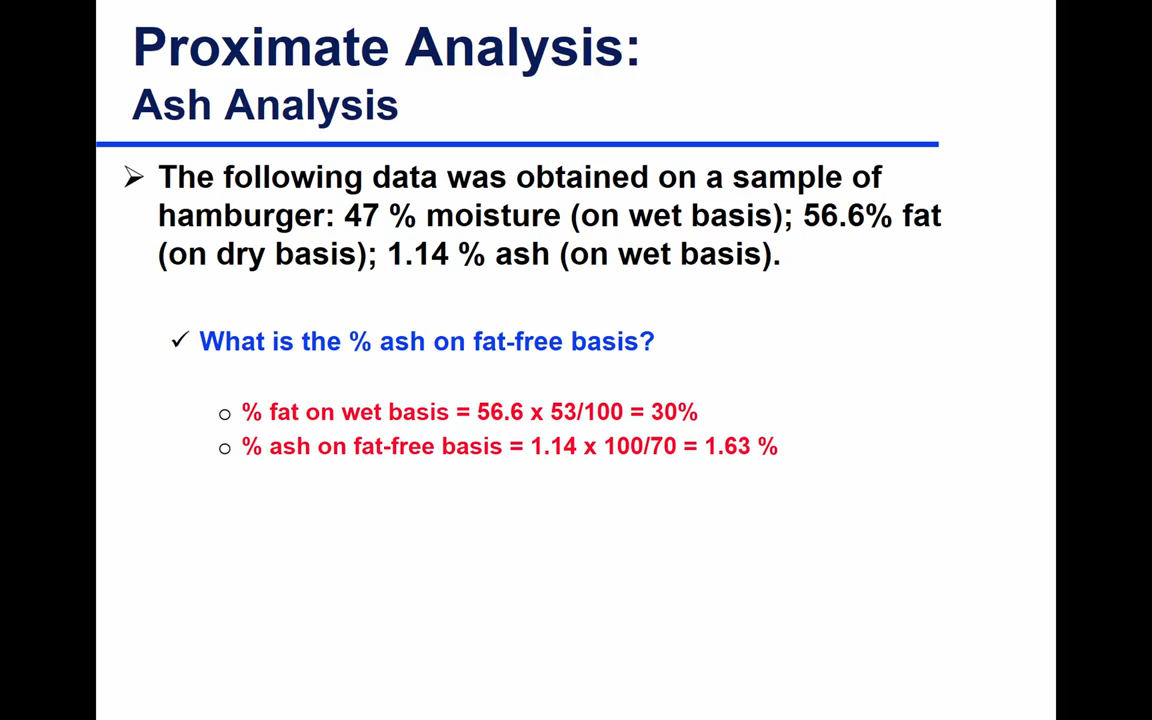 Proximate Analysis:
Ash Analysis
➢ The following data was obtained on a sample of
hamburger: 47 % moisture (on wet basis); 56.6% fat
(on dry basis); 1.14 % ash (on wet basis).
✓ What is the % ash on fat-free basis?
o % fat on wet basis = 56.6 x 53/100 = 30%
o % ash on fat-free basis = 1.14 x 100/70 = 1.63 %